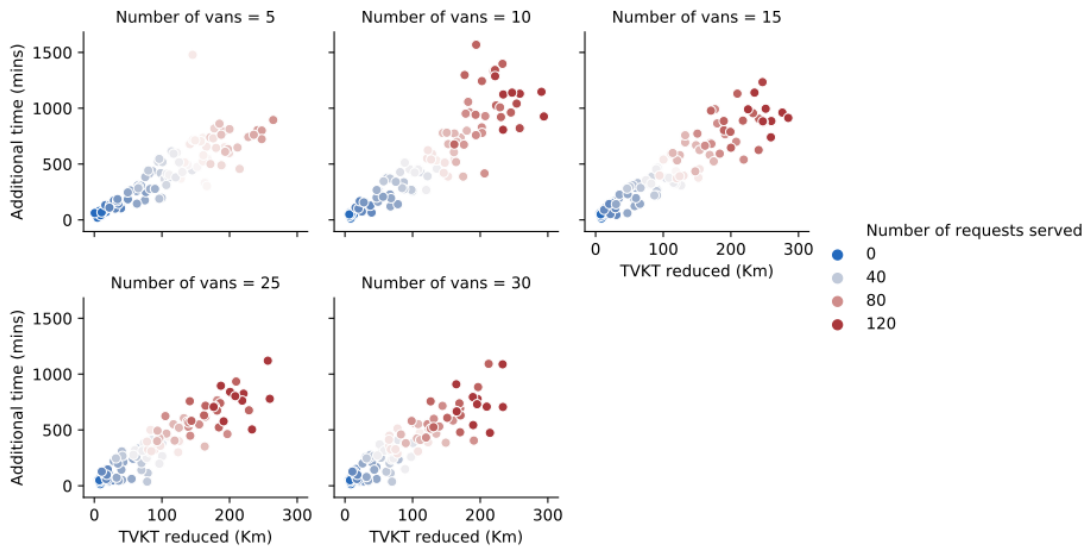 Number of vans = 5
Number of vans = 10
Number of vans = 15
Additional time (mins)
1500
1000
500
0
TVKT reduced (Km)
0
100
200
300
Number of requests served
0
40
80
120
Number of vans = 25
Number of vans = 30
Additional time (mins)
1500
1000
500
0
0
100
200
300
0
100
200
300
TVKT reduced (Km)
TVKT reduced (Km)